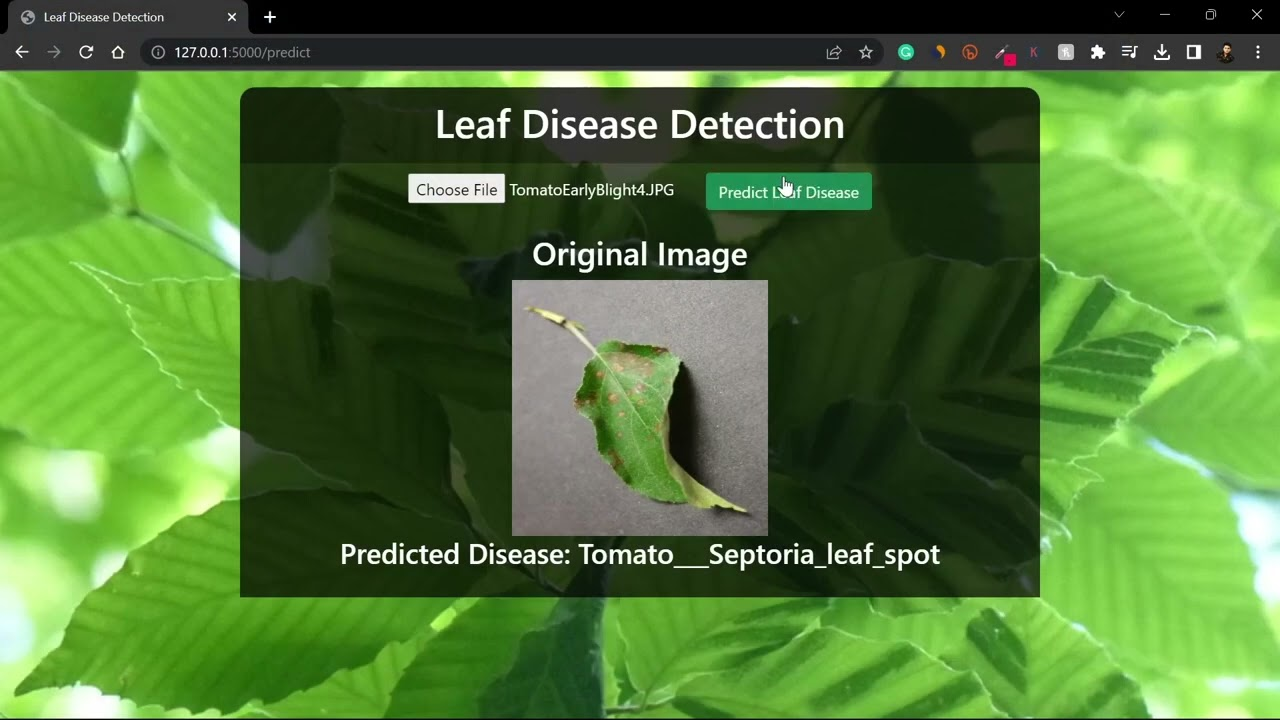 Leaf Disease Detection
127.0.0.1:5000/predict
Leaf Disease Detection
Choose File TomatoEarlyBlight4.JPG Predict Leaf Disease
Original Image
Predicted Disease: Tomato___Septoria_leaf_spot